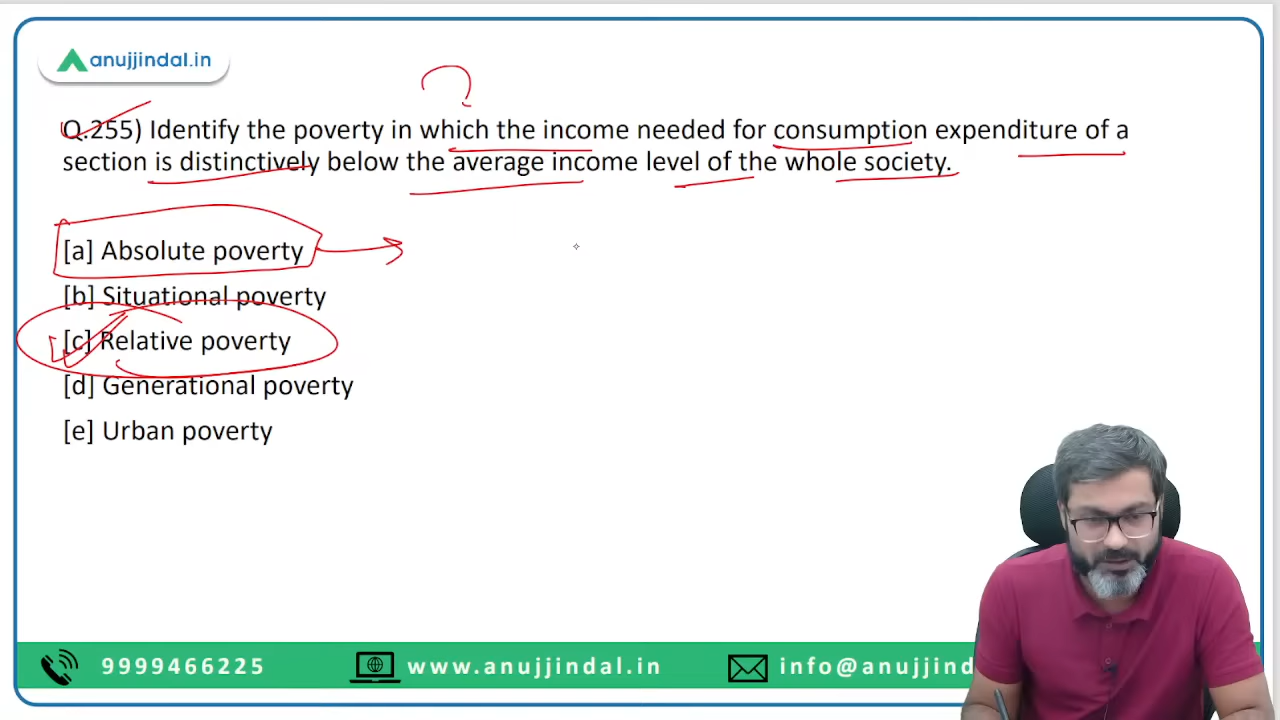 anujjindal.in
Q.255) Identify the poverty in which the income needed for consumption expenditure of a
section is distinctively below the average income level of the whole society.
[a] Absolute poverty
[b] Situational poverty
[c] Relative poverty
[d] Generational poverty
[e] Urban poverty
9999466225 www.anujjindal.in info@anujjind